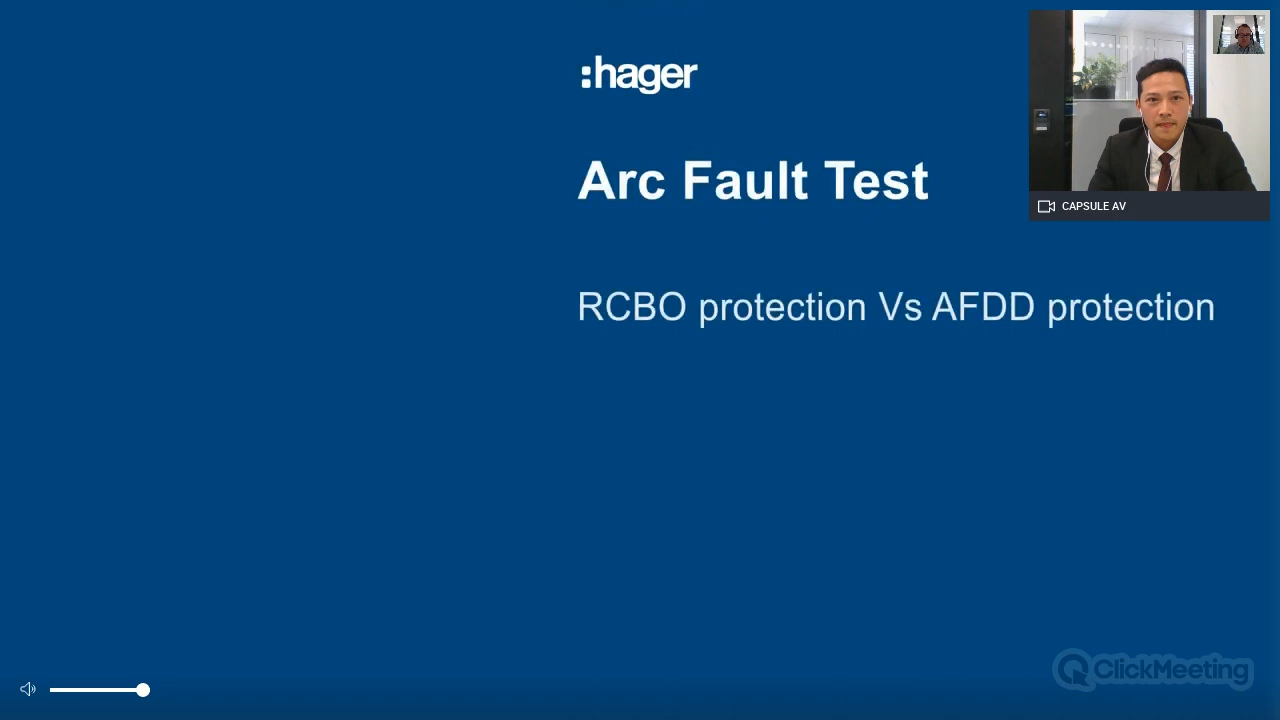 :hager
Arc Fault Test
CAPSULE AV
RCBO protection Vs AFDD protection
ClickMeeting